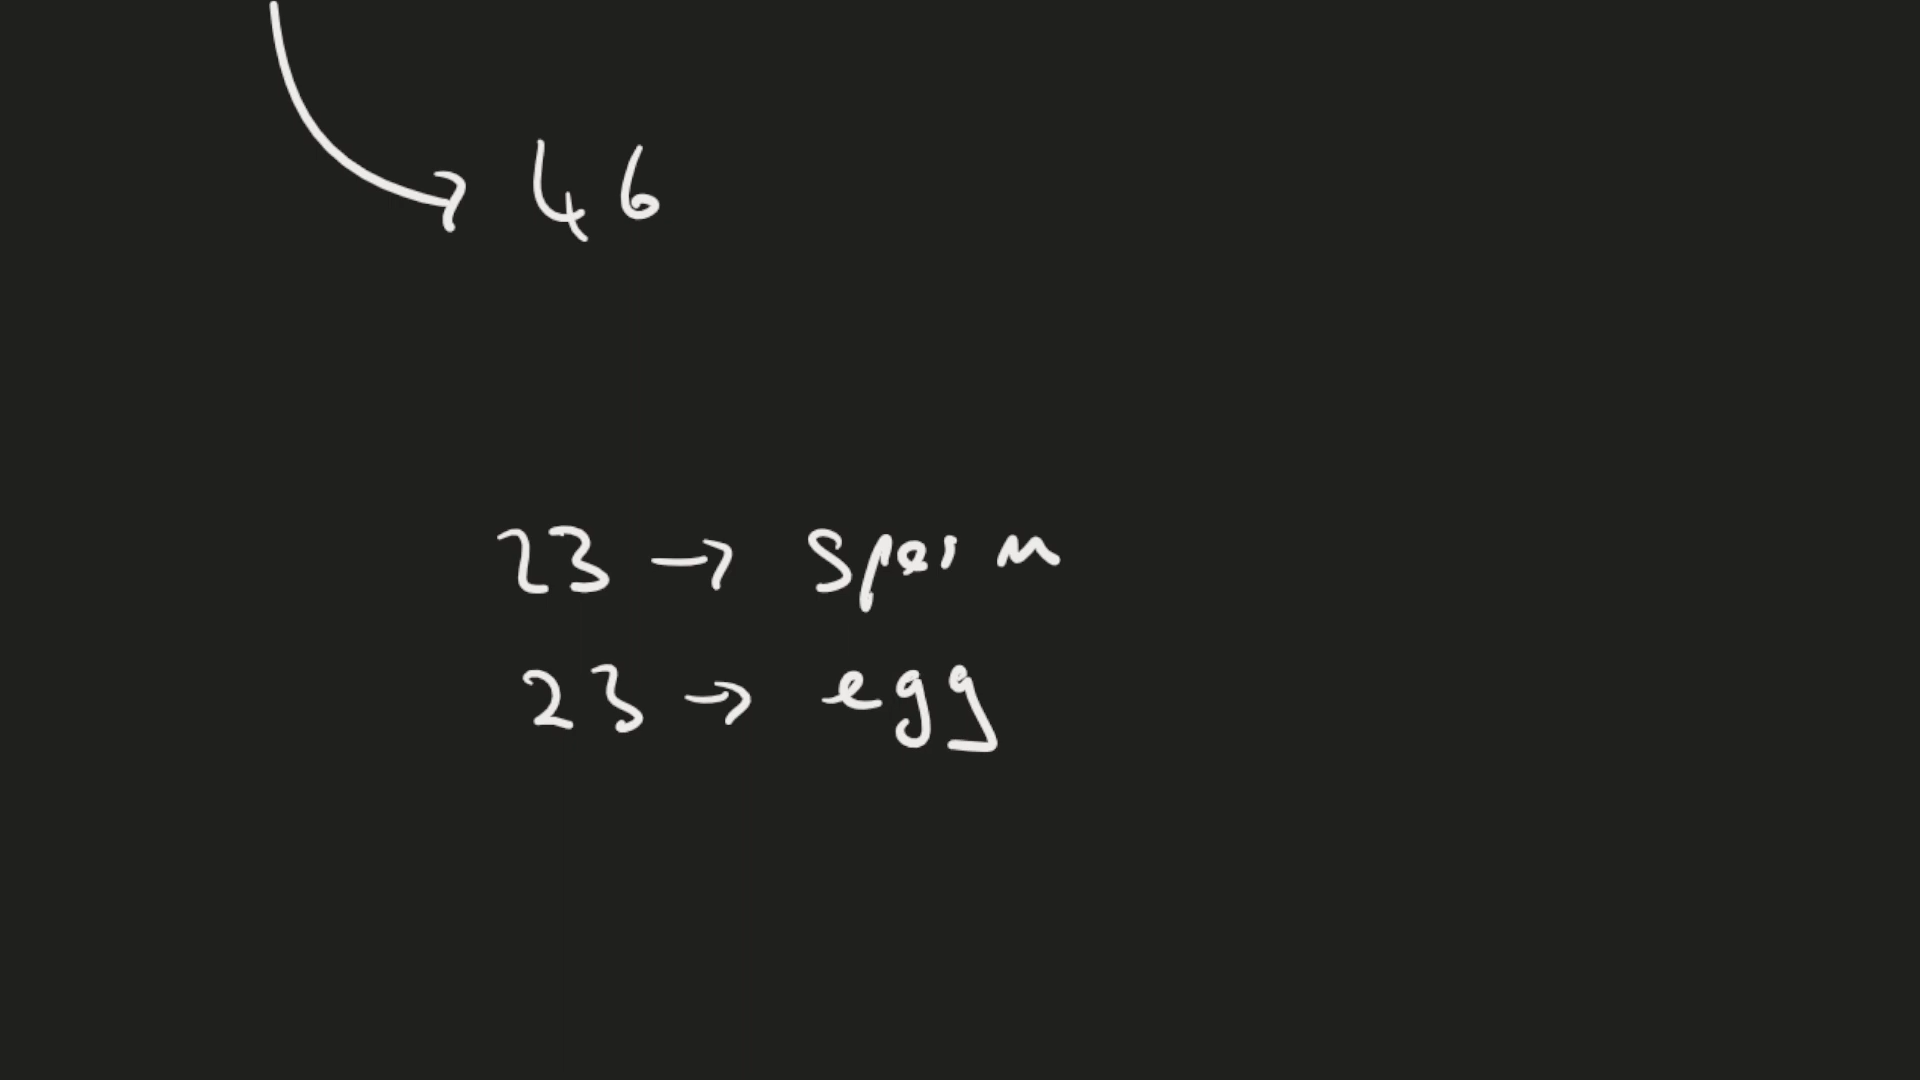 → 46
23 → sperm
23 → egg